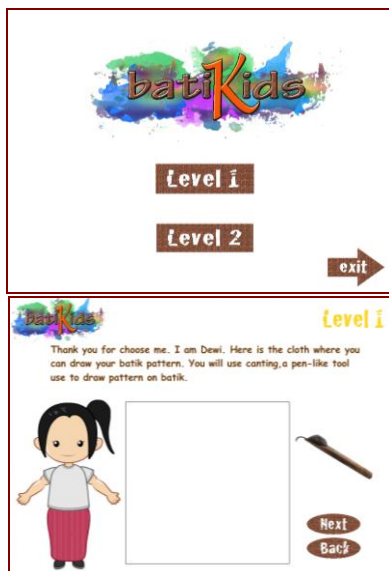 batiKids
Level 1
Level 2
exit
batiKids
Level 1
Thank you for choose me. I am Dewi. Here is the cloth where you
can draw your batik pattern. You will use canting,a pen-like tool
use to draw pattern on batik.
Next
Back